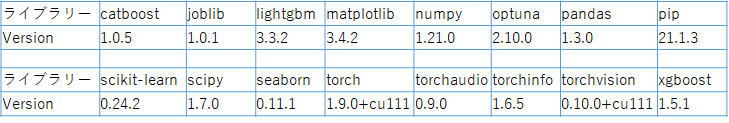 ライブラリー catboost joblib lightgbm matplotlib numpy optuna pandas pip
Version 1.0.5 1.0.1 3.3.2 3.4.2 1.21.0 2.10.0 1.3.0 21.1.3
ライブラリー scikit-learn scipy seaborn torch torchaudio torchinfo torchvision xgboost
Version 0.24.2 1.7.0 0.11.1 1.9.0+cu111 0.9.0 1.6.5 0.10.0+cu111 1.5.1